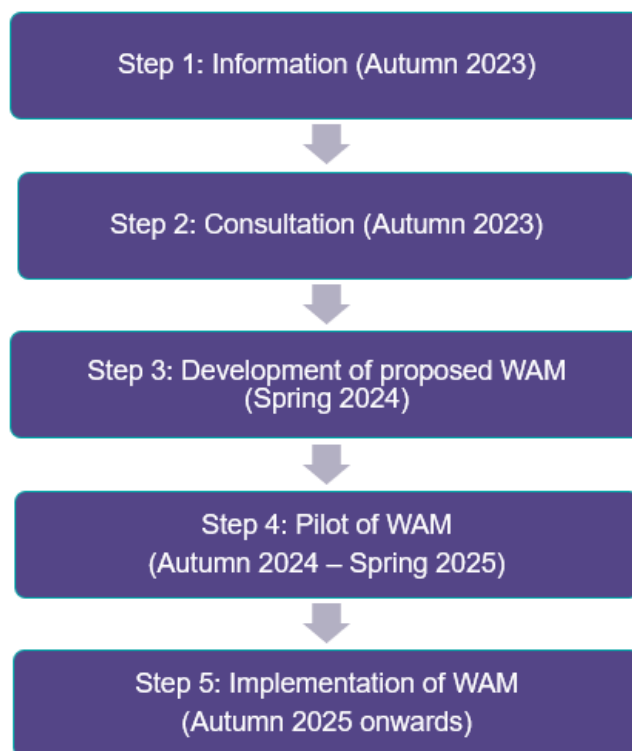 Step 1: Information (Autumn 2023)
Step 2: Consultation (Autumn 2023)
Step 3: Development of proposed WAM
(Spring 2024)
Step 4: Pilot of WAM
(Autumn 2024 – Spring 2025)
Step 5: Implementation of WAM
(Autumn 2025 onwards)